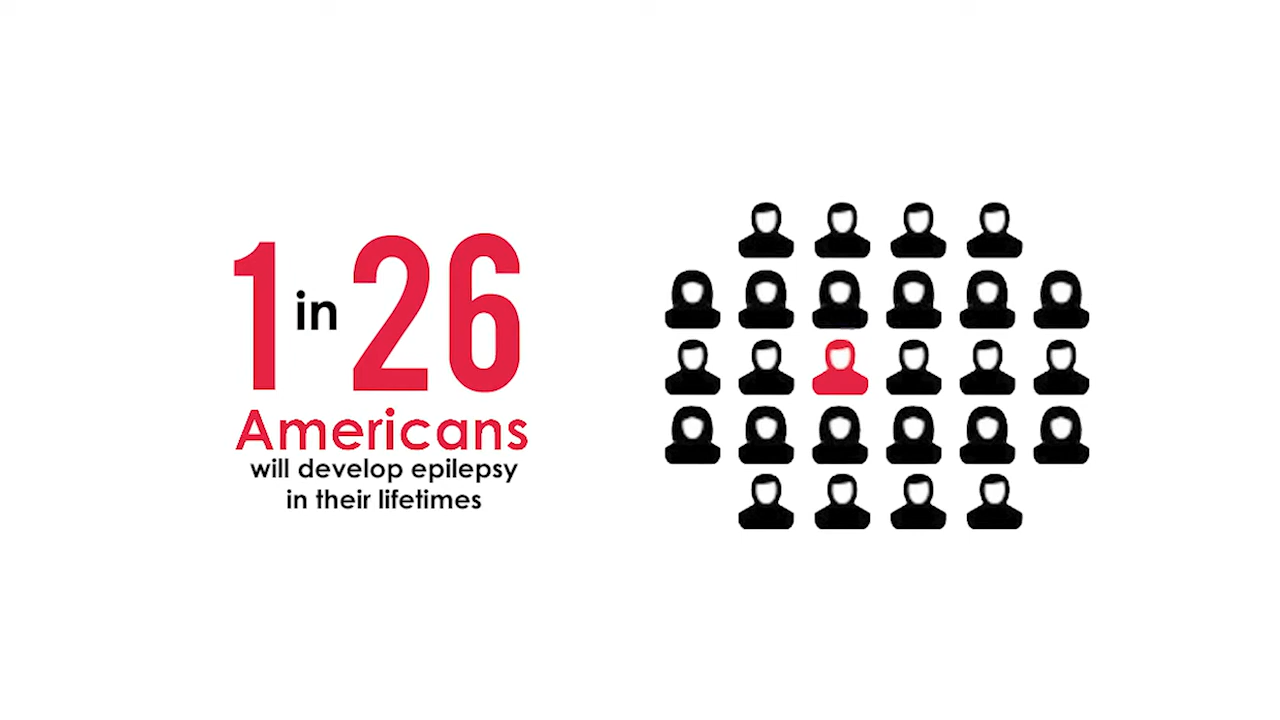 1 in 26
Americans
will develop epilepsy
in their lifetimes